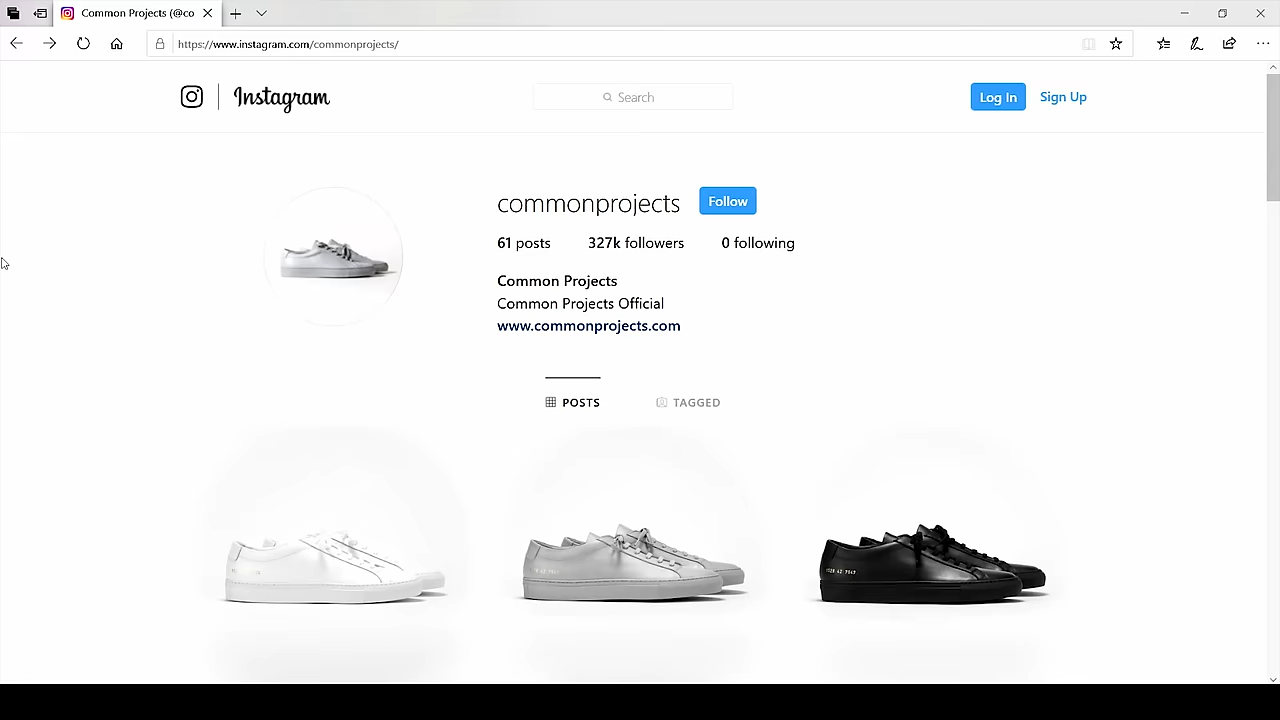 Common Projects (@co
https://www.instagram.com/commonprojects/
Instagram
Search
Log In
Sign Up
commonprojects
Follow
61 posts
327k followers
0 following
Common Projects
Common Projects Official
www.commonprojects.com
POSTS
TAGGED